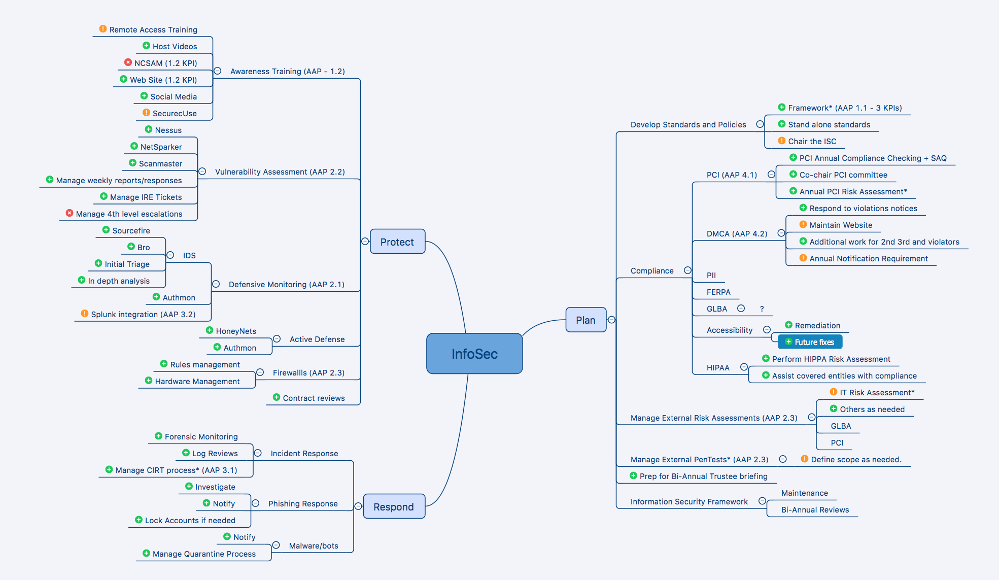 InfoSec
Protect
Awareness Training (AAP - 1.2)
Remote Access Training
Host Videos
NCSAM (1.2 KPI)
Web Site (1.2 KPI)
Social Media
SecurecUse
Vulnerability Assessment (AAP 2.2)
Nessus
NetSparker
Scanmaster
Manage weekly reports/responses
Manage IRE Tickets
Manage 4th level escalations
Defensive Monitoring (AAP 2.1)
IDS
Sourcefire
Bro
Initial Triage
In depth analysis
Authmon
Splunk integration (AAP 3.2)
Active Defense
HoneyNets
Authmon
Firewallls (AAP 2.3)
Rules management
Hardware Management
Contract reviews
Respond
Incident Response
Forensic Monitoring
Log Reviews
Manage CIRT process* (AAP 3.1)
Phishing Response
Investigate
Notify
Lock Accounts if needed
Malware/bots
Notify
Manage Quarantine Process
Plan
Develop Standards and Policies
Framework* (AAP 1.1 - 3 KPIs)
Stand alone standards
Chair the ISC
Compliance
PCI (AAP 4.1)
PCI Annual Compliance Checking + SAQ
Co-chair PCI committee
Annual PCI Risk Assessment*
DMCA (AAP 4.2)
Respond to violations notices
Maintain Website
Additional work for 2nd 3rd and violators
Annual Notification Requirement
PII
FERPA
GLBA
?
Accessibility
Remediation
Future fixes
HIPAA
Perform HIPPA Risk Assessment
Assist covered entities with compliance
Manage External Risk Assessments (AAP 2.3)
IT Risk Assessment*
Others as needed
GLBA
PCI
Manage External PenTests* (AAP 2.3)
Define scope as needed.
Prep for Bi-Annual Trustee briefing
Information Security Framework
Maintenance
Bi-Annual Reviews